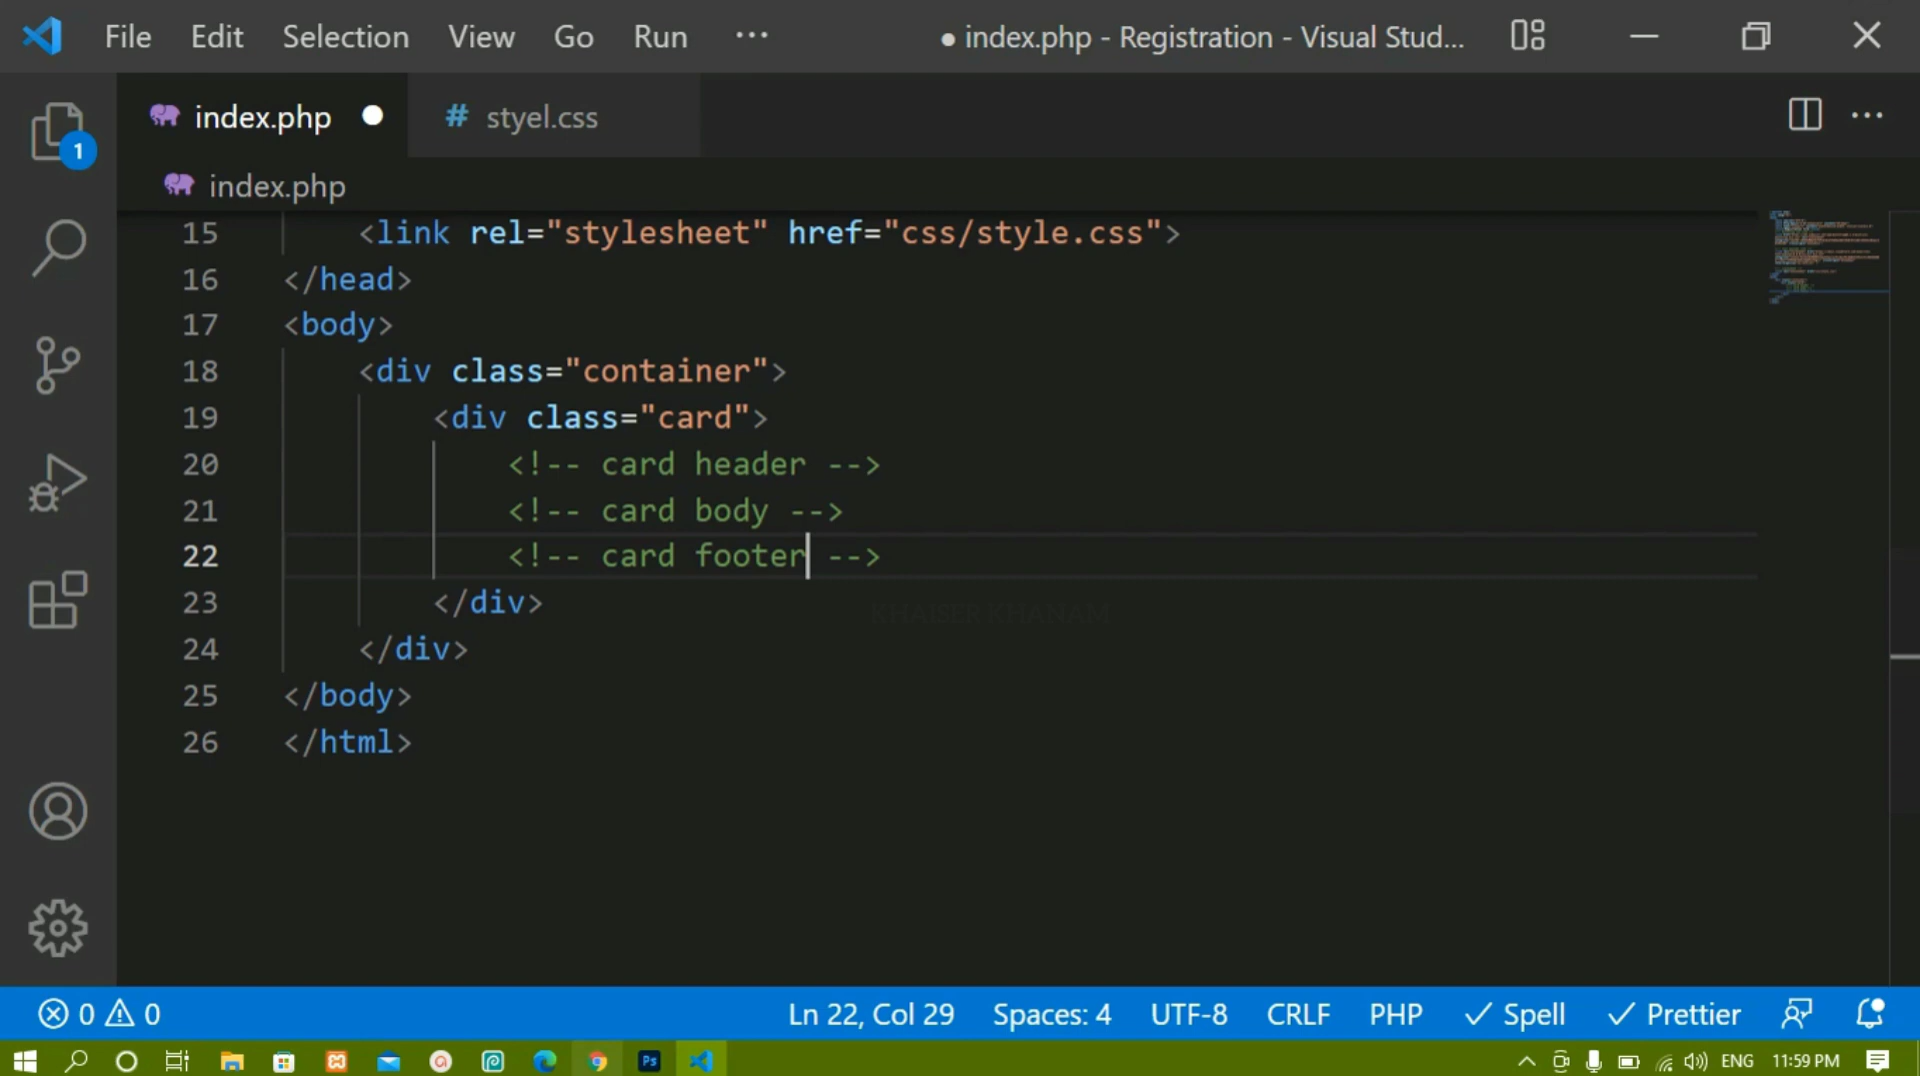 File Edit Selection View Go Run ··· ● index.php - Registration - Visual Stud...
index.php ● # styel.css
1
index.php
15 <link rel="stylesheet" href="css/style.css">
16 </head>
17 <body>
18 <div class="container">
19 <div class="card">
20 <!-- card header -->
21 <!-- card body -->
22 <!-- card footer -->
23 </div>
KHAISER KHANAM
24 </div>
25 </body>
26 </html>
0 0 Ln 22, Col 29 Spaces: 4 UTF-8 CRLF PHP ✓ Spell ✓ Prettier
Ps ENG 11:59 PM